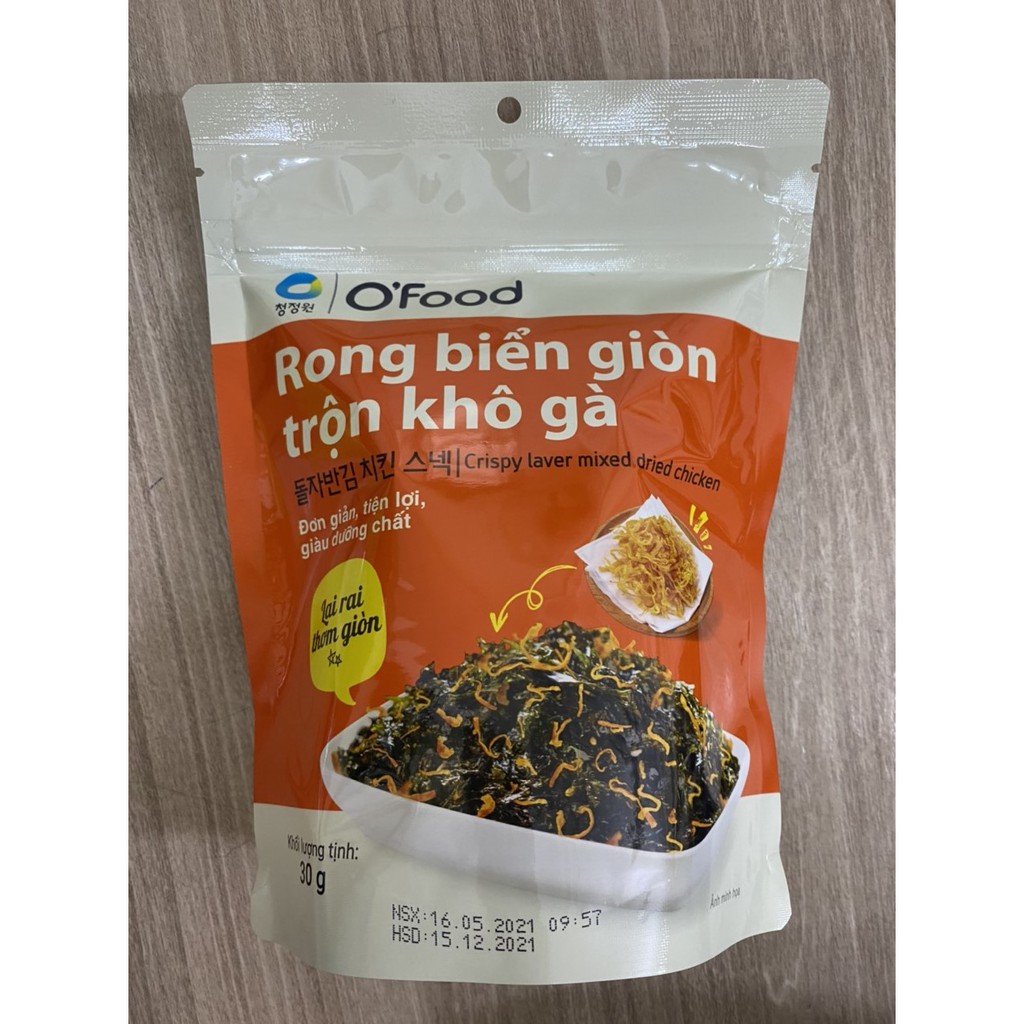 청정원 | O'Food
Rong biển giòn
trộn khô gà
돌자반김 치킨 스넥 | Crispy laver mixed dried chicken
Đơn giản, tiện lợi,
giàu dưỡng chất
Lai rai
thơm giòn
Khối lượng tịnh:
30 g
Ảnh minh họa
NSX:16.05.2021 09:57
HSD:15.12.2021